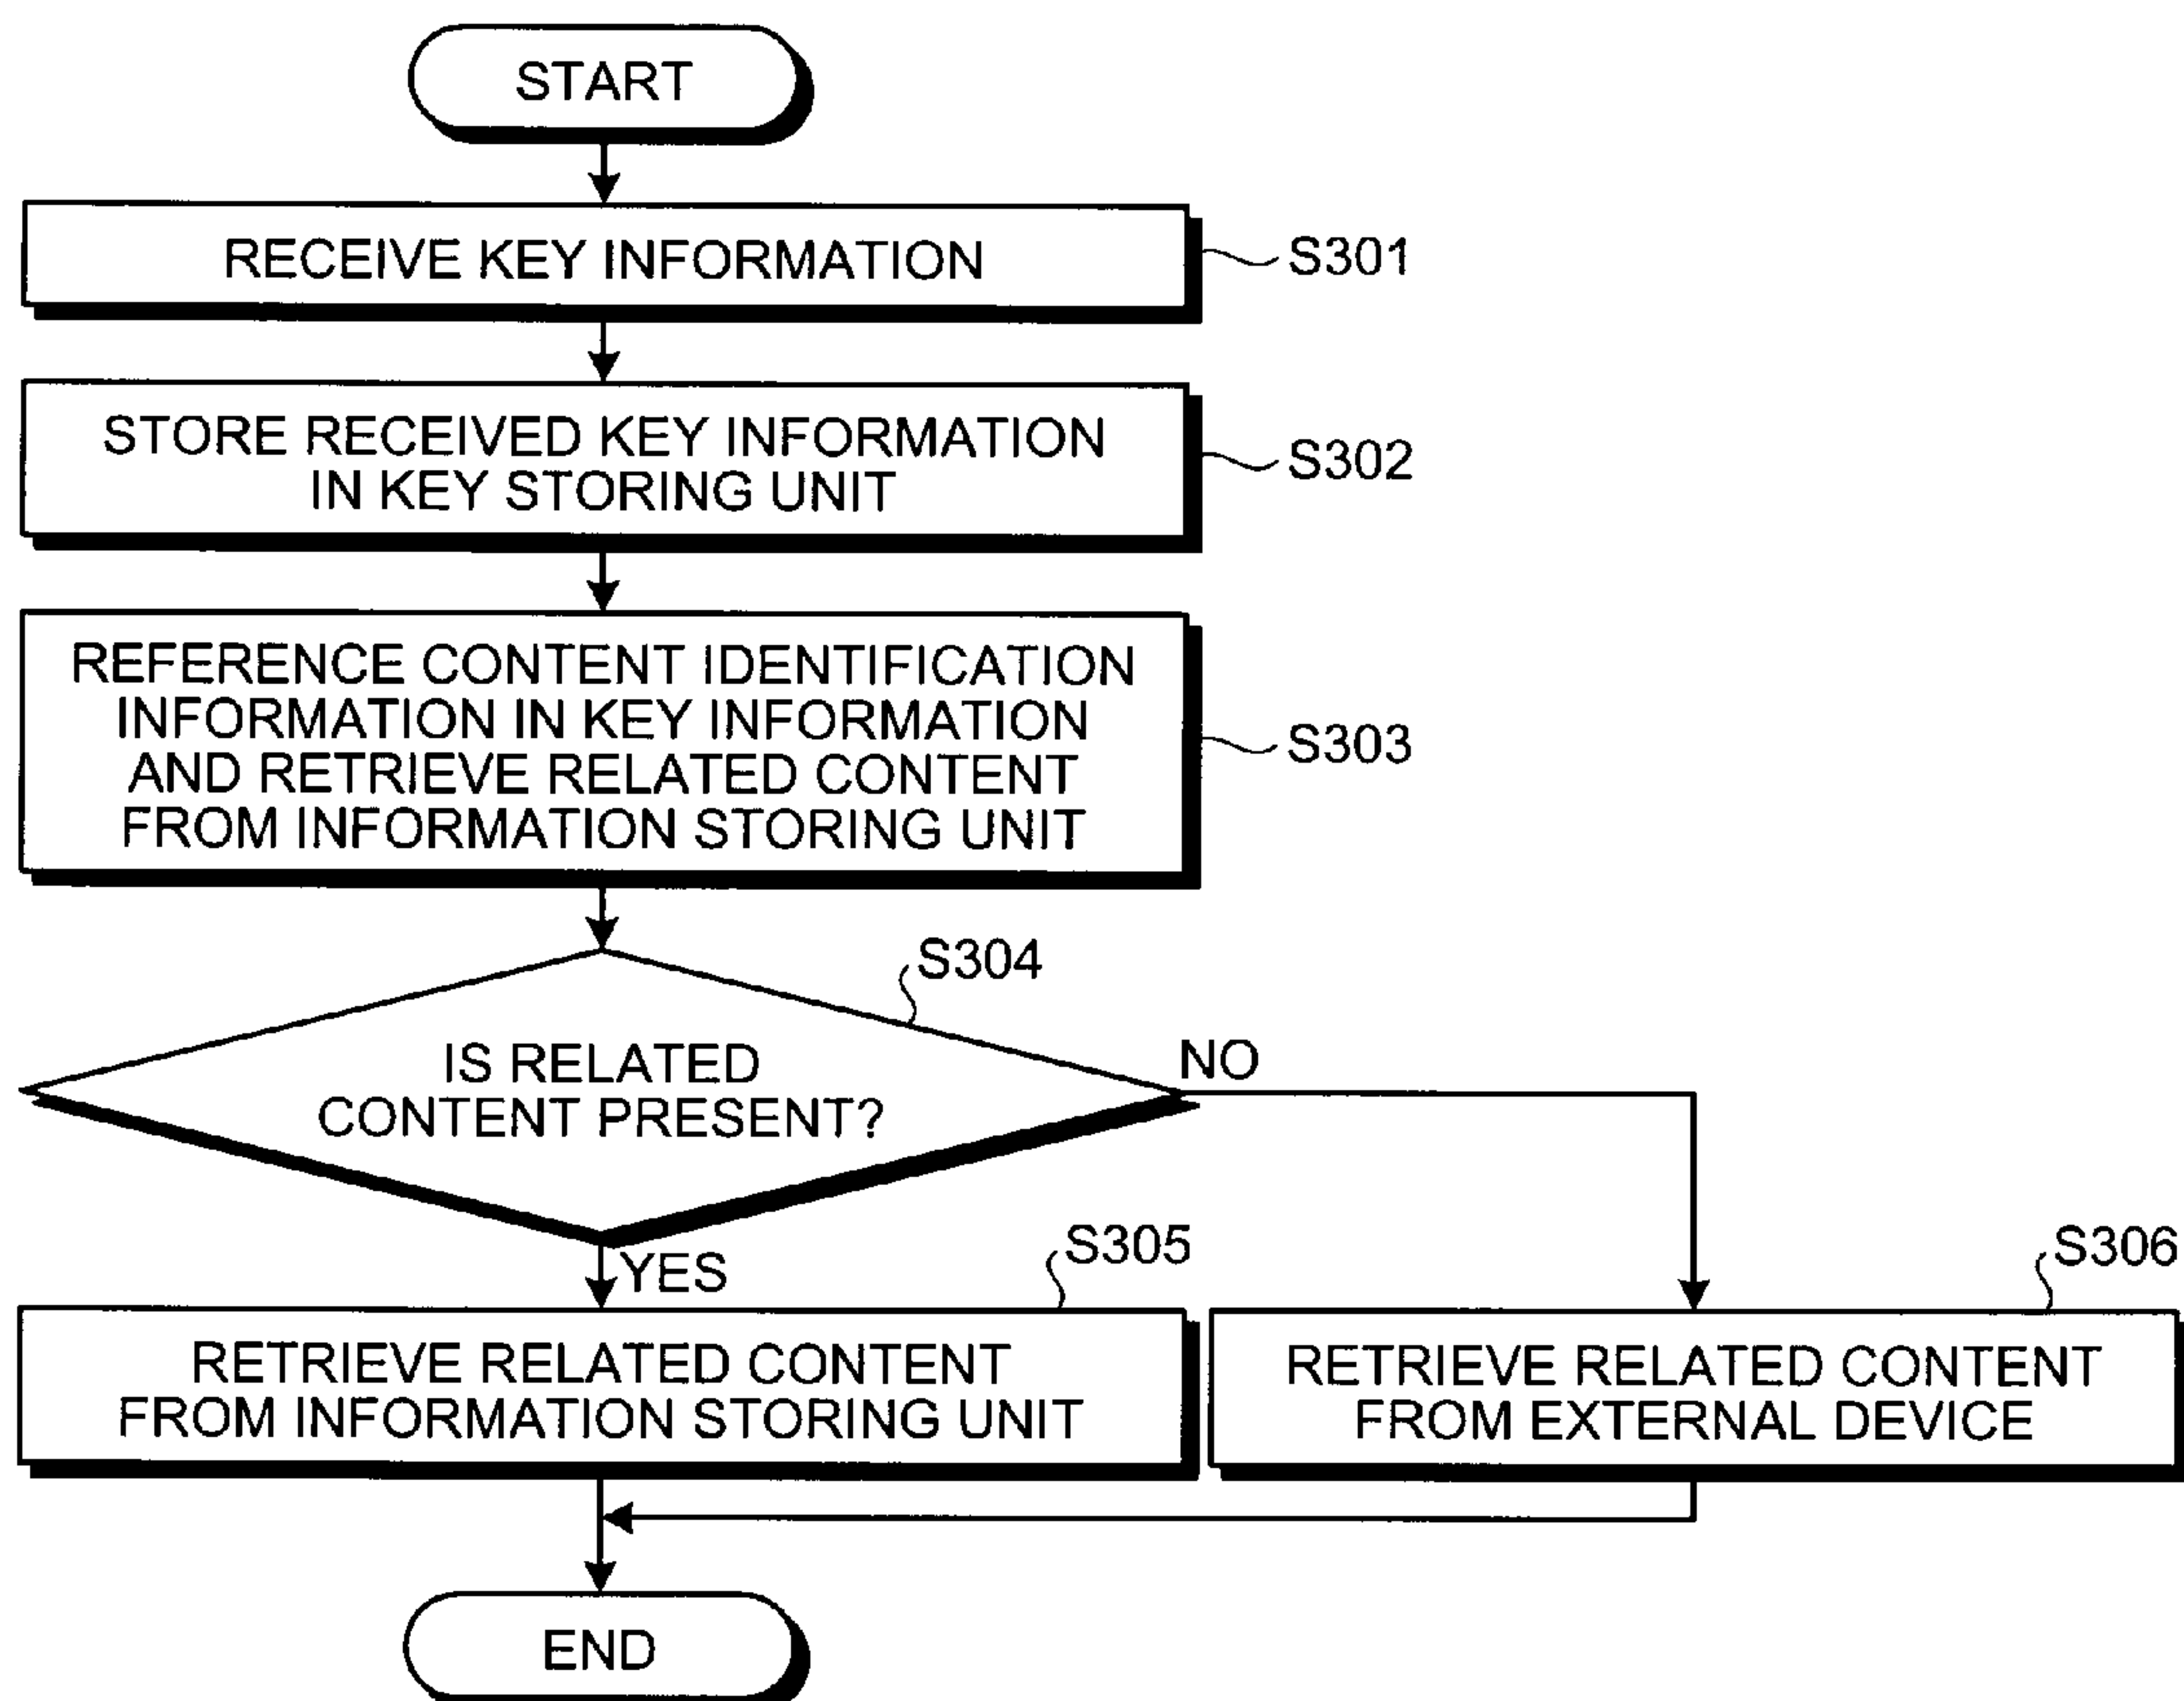 START
RECEIVE KEY INFORMATION
S301
STORE RECEIVED KEY INFORMATION
IN KEY STORING UNIT
S302
REFERENCE CONTENT IDENTIFICATION
INFORMATION IN KEY INFORMATION
AND RETRIEVE RELATED CONTENT
FROM INFORMATION STORING UNIT
S303
S304
IS RELATED
CONTENT PRESENT?
NO
YES
S305
RETRIEVE RELATED CONTENT
FROM INFORMATION STORING UNIT
S306
RETRIEVE RELATED CONTENT
FROM EXTERNAL DEVICE
END